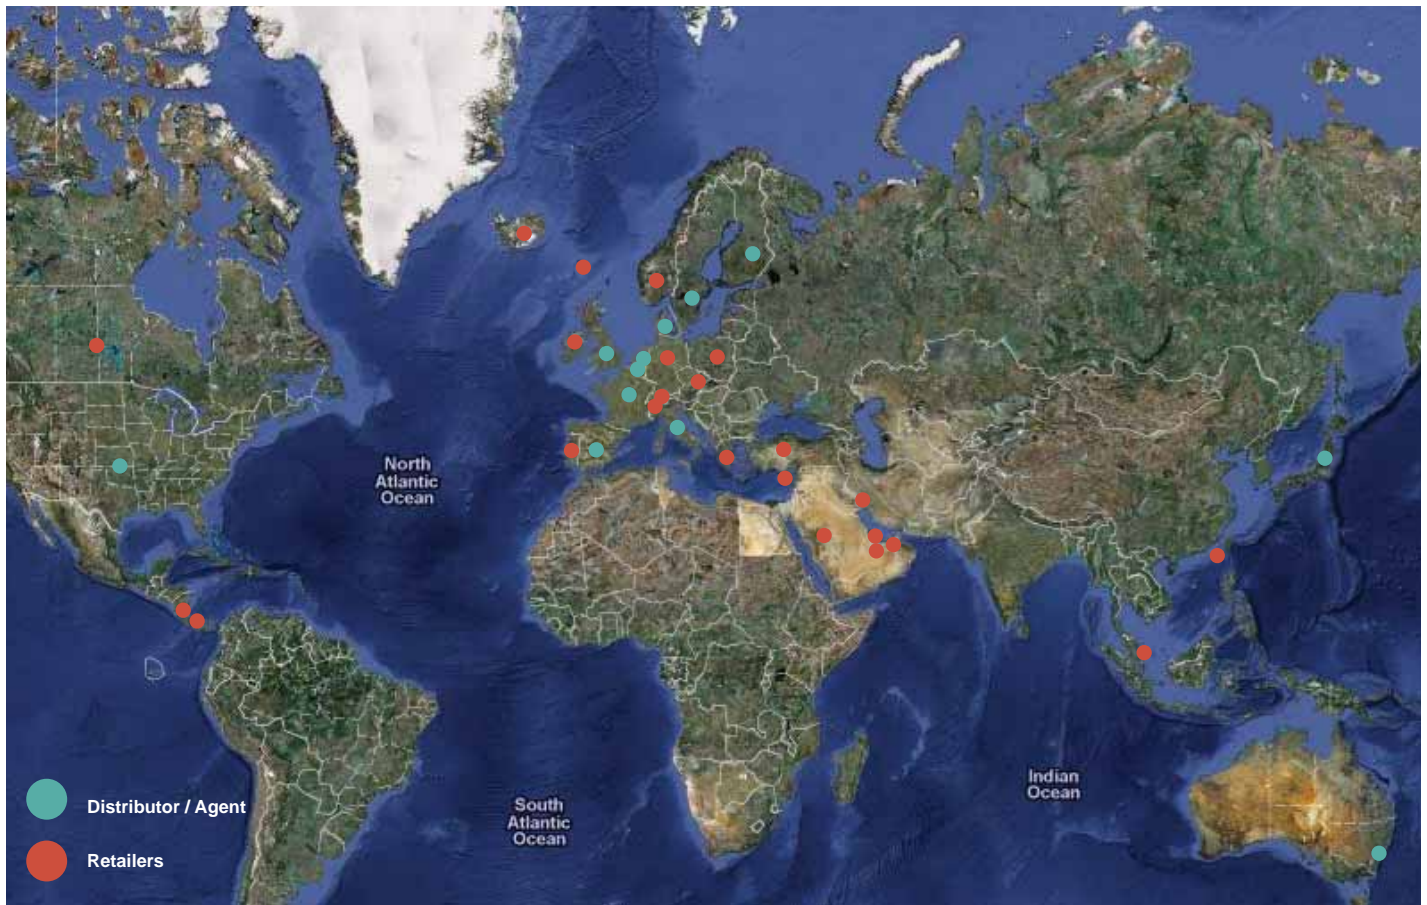 North
Atlantic
Ocean
South
Atlantic
Ocean
Indian
Ocean
Distributor / Agent
Retailers